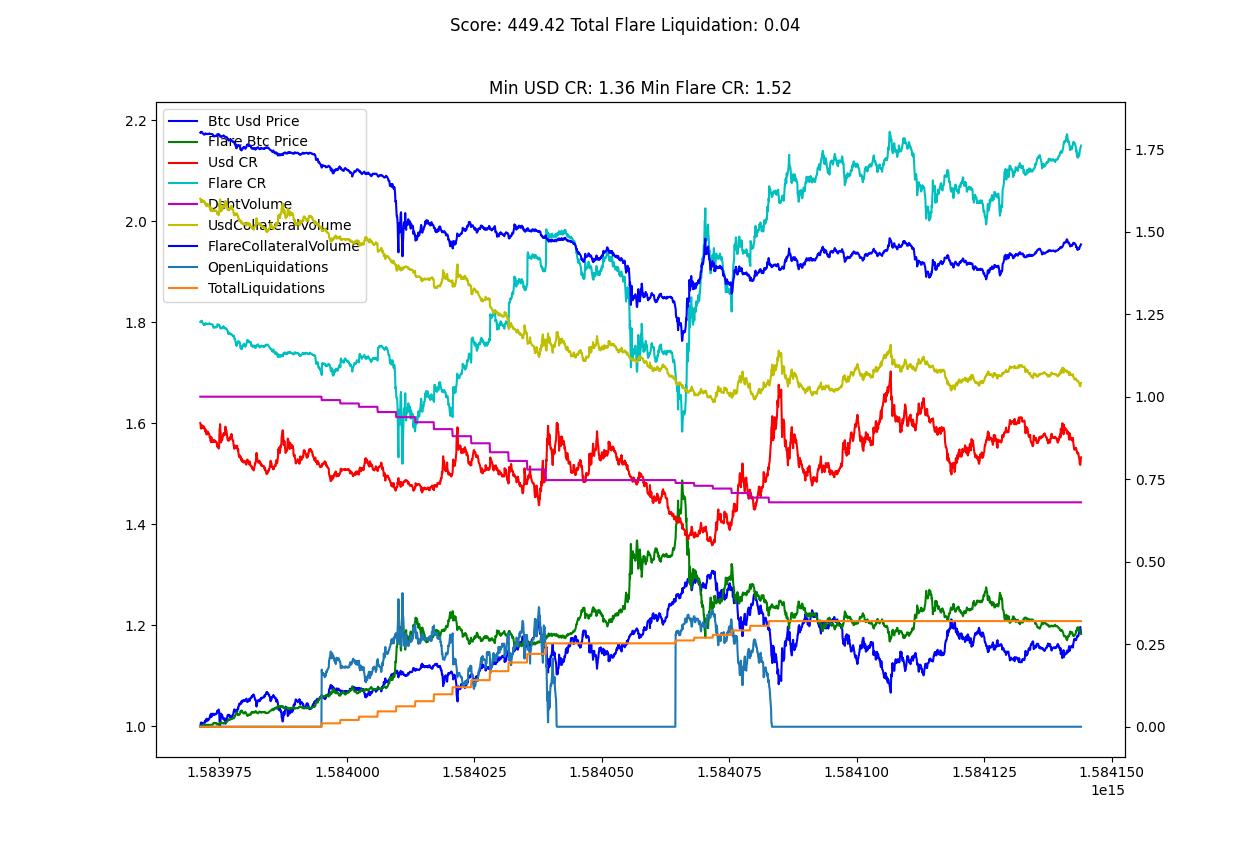 Score: 449.42 Total Flare Liquidation: 0.04
Min USD CR: 1.36 Min Flare CR: 1.52
Btc Usd Price
Flare Btc Price
Usd CR
Flare CR
DebtVolume
UsdCollateralVolume
FlareCollateralVolume
OpenLiquidations
TotalLiquidations
2.2
2.0
1.8
1.6
1.4
1.2
1.0
1.75
1.50
1.25
1.00
0.75
0.50
0.25
0.00
1.583975 1.584000 1.584025 1.584050 1.584075 1.584100 1.584125 1.584150
1e15